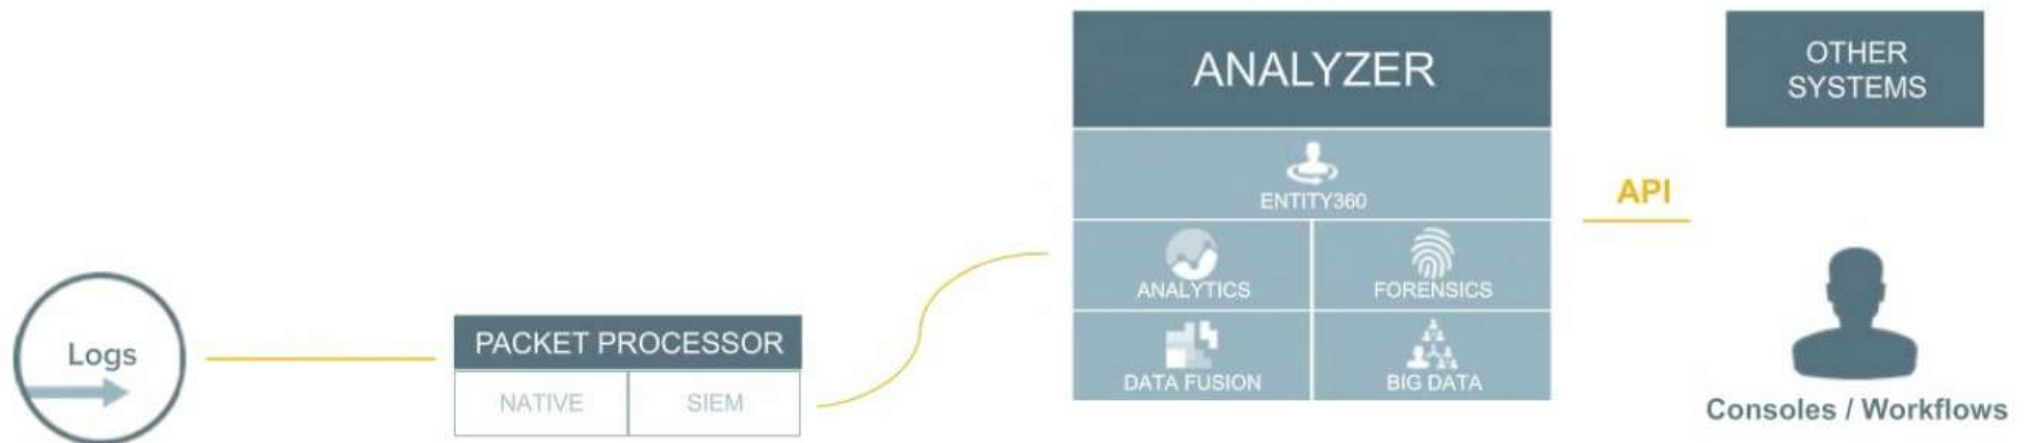 Logs
PACKET PROCESSOR
NATIVE
SIEM
ANALYZER
ENTITY360
ANALYTICS
FORENSICS
DATA FUSION
BIG DATA
API
OTHER
SYSTEMS
Consoles / Workflows